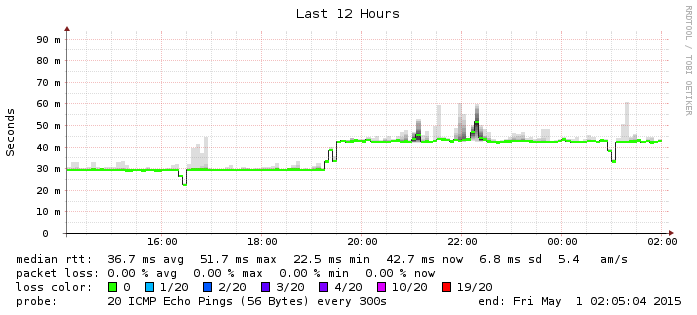 Last 12 Hours
RRDTOOL / TOBI OETIKER
Seconds
90 m
80 m
70 m
60 m
50 m
40 m
30 m
20 m
10 m
0
16:00 18:00 20:00 22:00 00:00 02:00
median rtt: 36.7 ms avg 51.7 ms max 22.5 ms min 42.7 ms now 6.8 ms sd 5.4 am/s
packet loss: 0.00 % avg 0.00 % max 0.00 % min 0.00 % now
loss color: 0 1/20 2/20 3/20 4/20 10/20 19/20
probe: 20 ICMP Echo Pings (56 Bytes) every 300s end: Fri May 1 02:05:04 2015